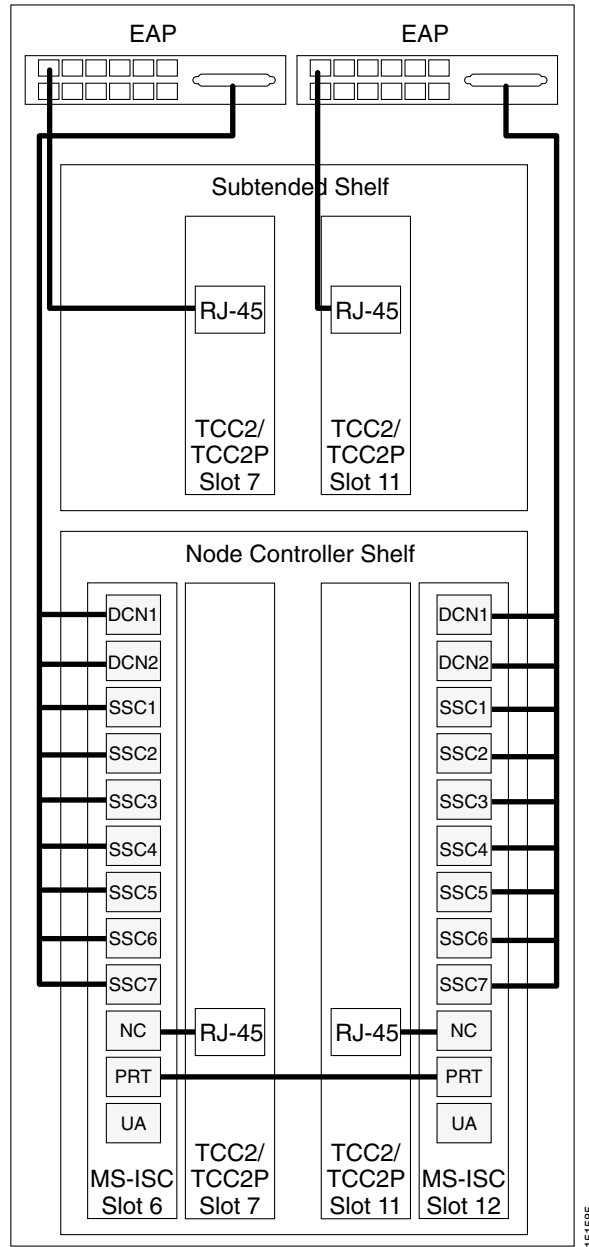 EAP
EAP
Subtended Shelf
RJ-45
RJ-45
TCC2/
TCC2P
Slot 7
TCC2/
TCC2P
Slot 11
Node Controller Shelf
DCN1
DCN2
SSC1
SSC2
SSC3
SSC4
SSC5
SSC6
SSC7
NC
PRT
UA
MS-ISC
Slot 6
RJ-45
TCC2/
TCC2P
Slot 7
RJ-45
TCC2/
TCC2P
Slot 11
DCN1
DCN2
SSC1
SSC2
SSC3
SSC4
SSC5
SSC6
SSC7
NC
PRT
UA
MS-ISC
Slot 12
151595